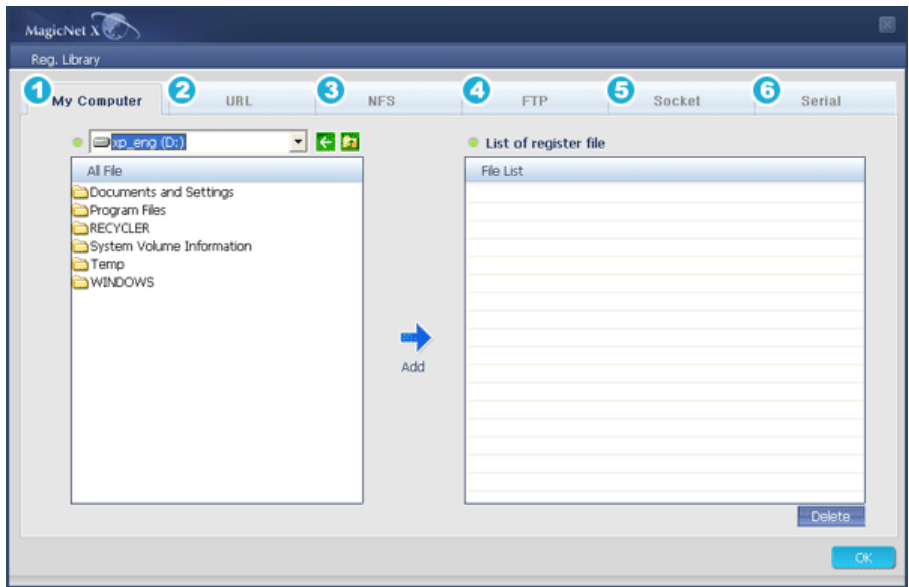 MagicNet X
Reg. Library
1 My Computer
2 URL
3 NFS
4 FTP
5 Socket
6 Serial
xp_eng (D:)
All File
Documents and Settings
Program Files
RECYCLER
System Volume Information
Temp
WINDOWS
Add
List of register file
File List
Delete
OK